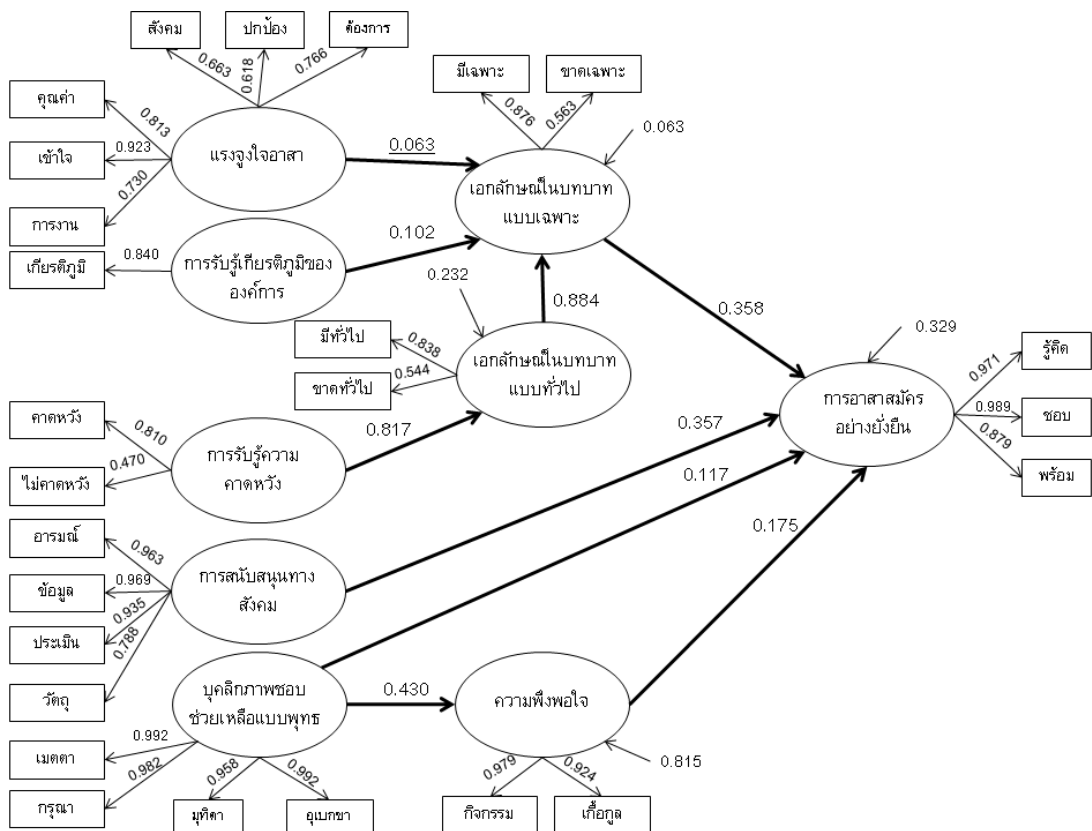 สังคม
ปกป้อง
ต้องการ
0.663
0.618
0.766
มีเฉพาะ
ขาดเฉพาะ
0.876
0.563
0.063
คุณค่า
เข้าใจ
การงาน
เกียรติภูมิ
0.813
0.923
0.730
0.840
แรงจูงใจอาสา
0.063
เอกลักษณ์ในบทบาท
แบบเฉพาะ
การรับรู้เกียรติภูมิของ
องค์การ
0.102
0.232
0.884
0.358
มีทั่วไป
ขาดทั่วไป
0.838
0.544
เอกลักษณ์ในบทบาท
แบบทั่วไป
0.329
รู้คิด
ชอบ
พร้อม
0.971
0.989
0.879
การอาสาสมัคร
อย่างยั่งยืน
คาดหวัง
ไม่คาดหวัง
0.810
0.470
การรับรู้ความ
คาดหวัง
0.817
0.357
0.117
0.175
อารมณ์
ข้อมูล
ประเมิน
วัตถุ
0.963
0.969
0.935
0.788
การสนับสนุนทาง
สังคม
บุคลิกภาพชอบ
ช่วยเหลือแบบพุทธ
0.430
ความพึงพอใจ
0.815
เมตตา
กรุณา
0.992
0.982
0.958
0.992
มุทิตา
อุเบกขา
0.979
0.924
กิจกรรม
เกื้อกูล